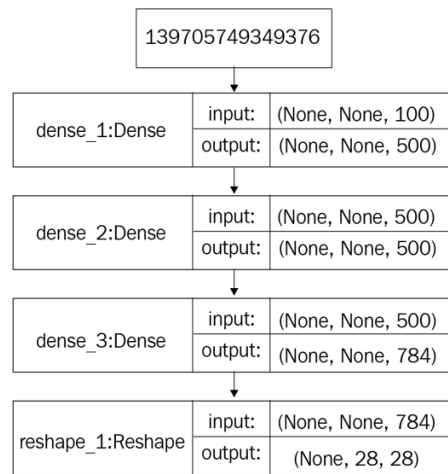 139705749349376
dense_1:Dense
input: (None, None, 100)
output: (None, None, 500)
dense_2:Dense
input: (None, None, 500)
output: (None, None, 500)
dense_3:Dense
input: (None, None, 500)
output: (None, None, 784)
reshape_1:Reshape
input: (None, None, 784)
output: (None, 28, 28)